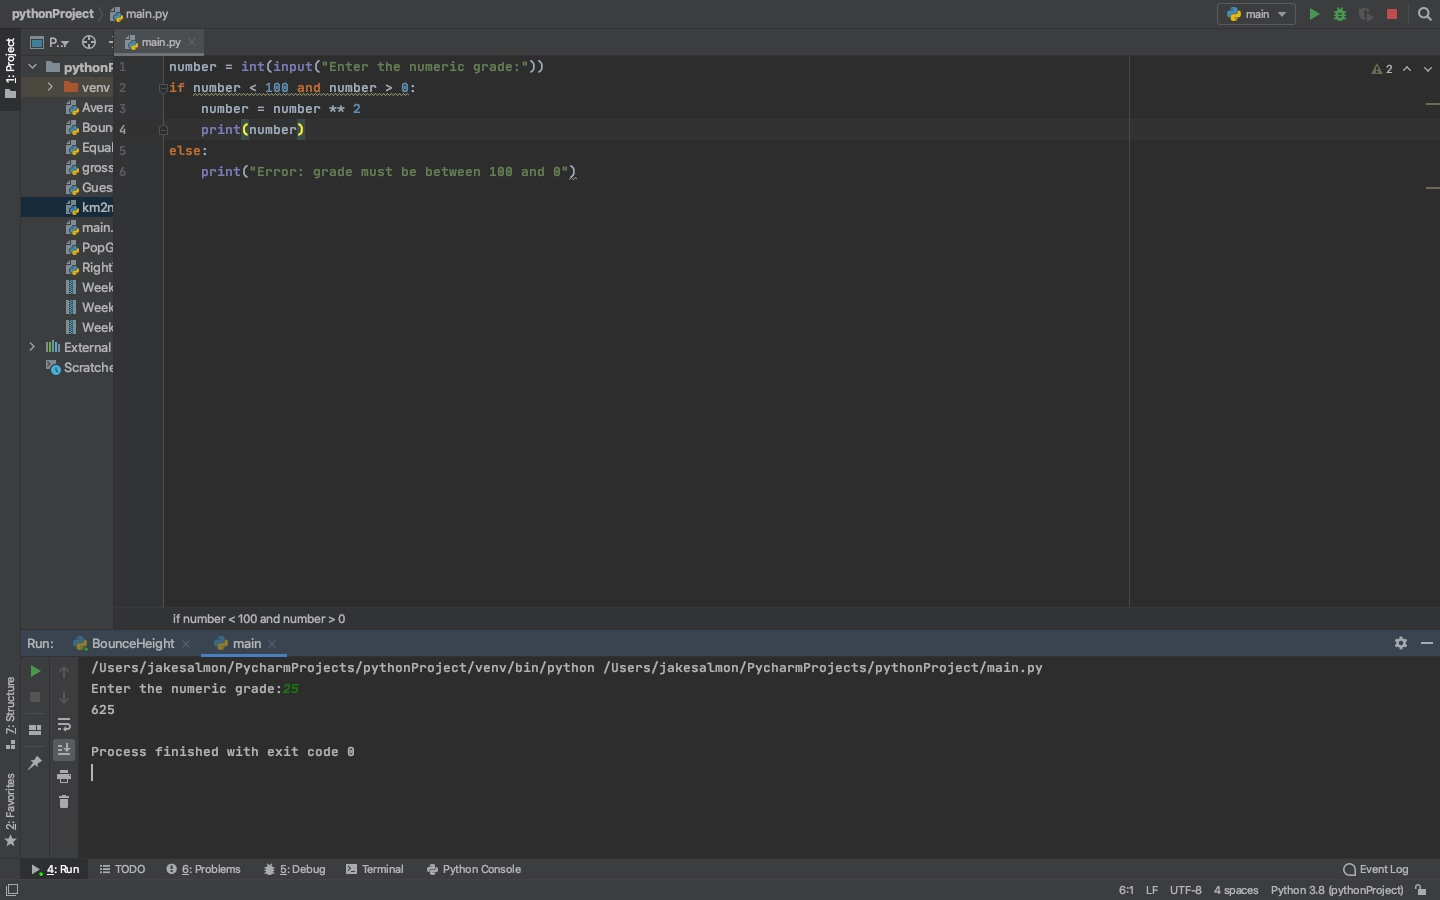 pythonProject
main.py
main
1: Project
P..
main.py
pythonP
venv
Avera
Boun
Equal
gross
Gues
km2m
main.
PopG
Right
Week
Week
Week
External
Scratche
1 number = int(input("Enter the numeric grade:"))
2 if number < 100 and number > 0:
3 number = number ** 2
4 print(number)
5 else:
6 print("Error: grade must be between 100 and 0")
2
if number < 100 and number > 0
Run:
BounceHeight
main
/Users/jakesalmon/PycharmProjects/pythonProject/venv/bin/python /Users/jakesalmon/PycharmProjects/pythonProject/main.py
Enter the numeric grade:25
625
Process finished with exit code 0
Z: Structure
2: Favorites
4: Run
TODO
6: Problems
5: Debug
Terminal
Python Console
Event Log
6:1 LF UTF-8 4 spaces Python 3.8 (pythonProject)